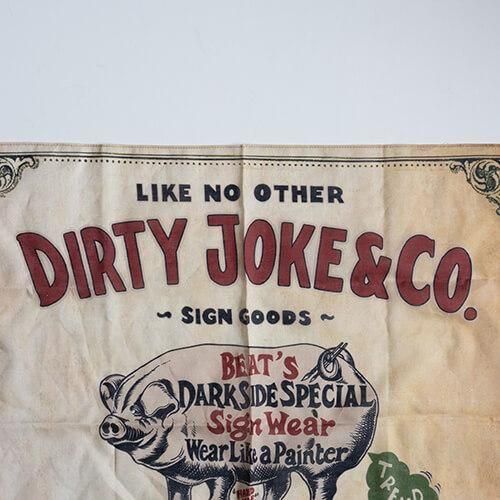 LIKE NO OTHER
DIRTY JOKE & CO.
~ SIGN GOODS ~
BEAT'S
DARKSIDE SPECIAL
Sign Wear
Wear Like a Painter